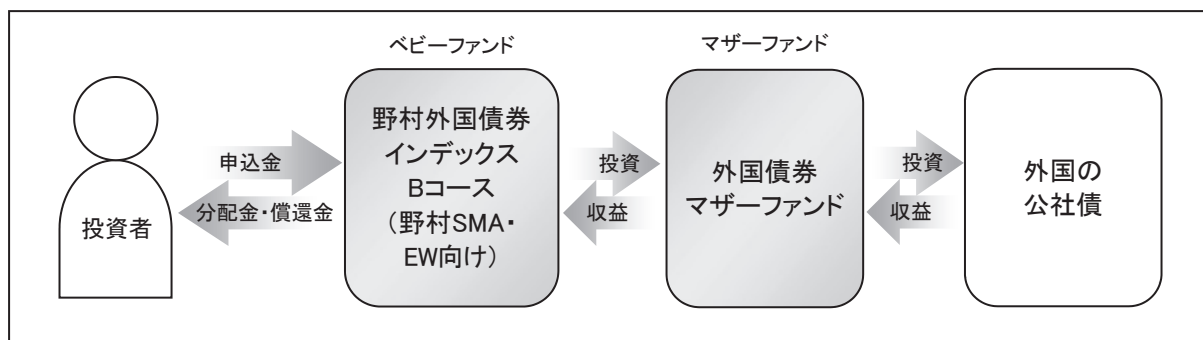 ベビーファンド
マザーファンド
投資者
申込金
分配金・償還金
野村外国債券
インデックス
Bコース
（野村SMA・
EW向け）
投資
収益
外国債券
マザーファンド
投資
収益
外国の
公社債